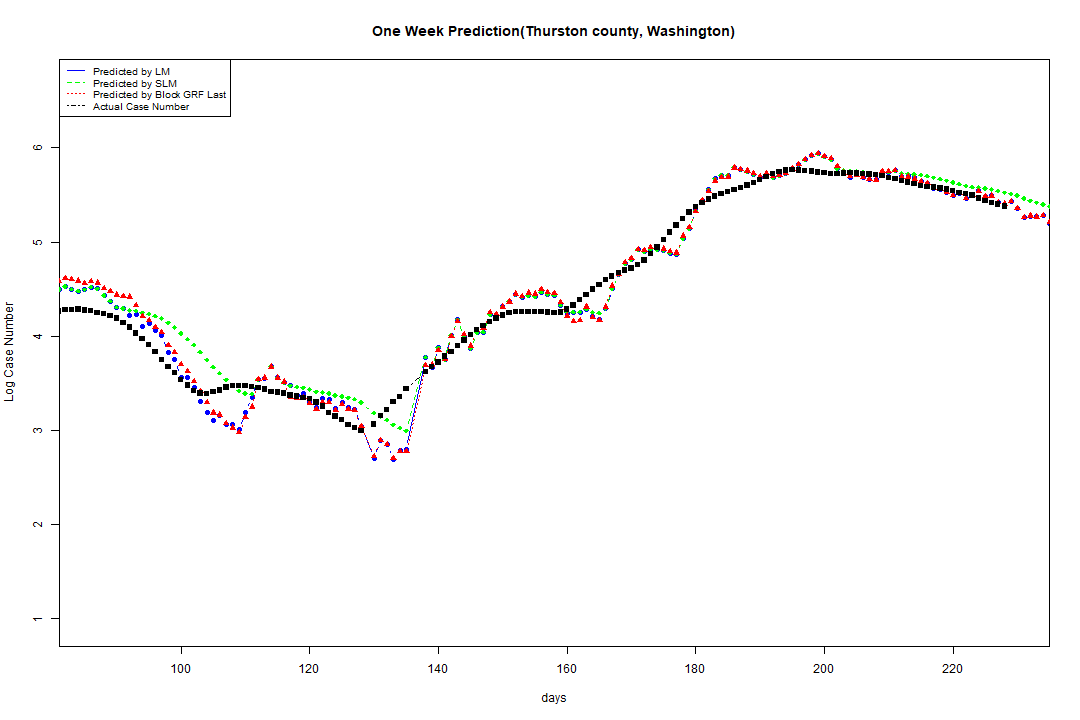 One Week Prediction(Thurston county, Washington)
Predicted by LM
Predicted by SLM
Predicted by Block GRF Last
Actual Case Number
Log Case Number
6
5
4
3
2
1
100 120 140 160 180 200 220
days